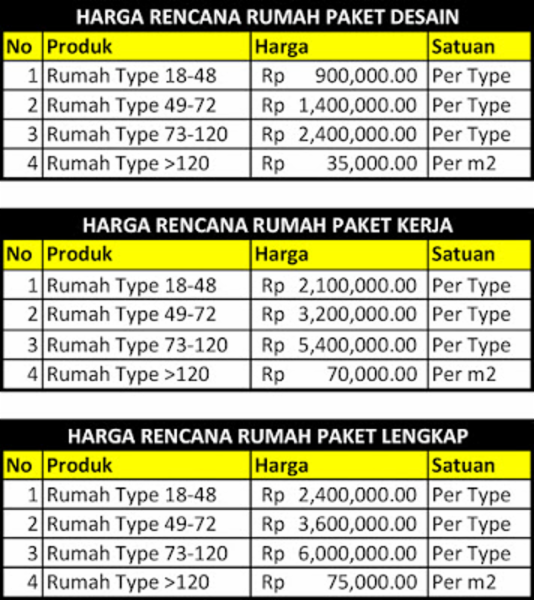 HARGA RENCANA RUMAH PAKET DESAIN
No Produk Harga Satuan
1 Rumah Type 18-48 Rp 900,000.00 Per Type
2 Rumah Type 49-72 Rp 1,400,000.00 Per Type
3 Rumah Type 73-120 Rp 2,400,000.00 Per Type
4 Rumah Type >120 Rp 35,000.00 Per m2
HARGA RENCANA RUMAH PAKET KERJA
No Produk Harga Satuan
1 Rumah Type 18-48 Rp 2,100,000.00 Per Type
2 Rumah Type 49-72 Rp 3,200,000.00 Per Type
3 Rumah Type 73-120 Rp 5,400,000.00 Per Type
4 Rumah Type >120 Rp 70,000.00 Per m2
HARGA RENCANA RUMAH PAKET LENGKAP
No Produk Harga Satuan
1 Rumah Type 18-48 Rp 2,400,000.00 Per Type
2 Rumah Type 49-72 Rp 3,600,000.00 Per Type
3 Rumah Type 73-120 Rp 6,000,000.00 Per Type
4 Rumah Type >120 Rp 75,000.00 Per m2